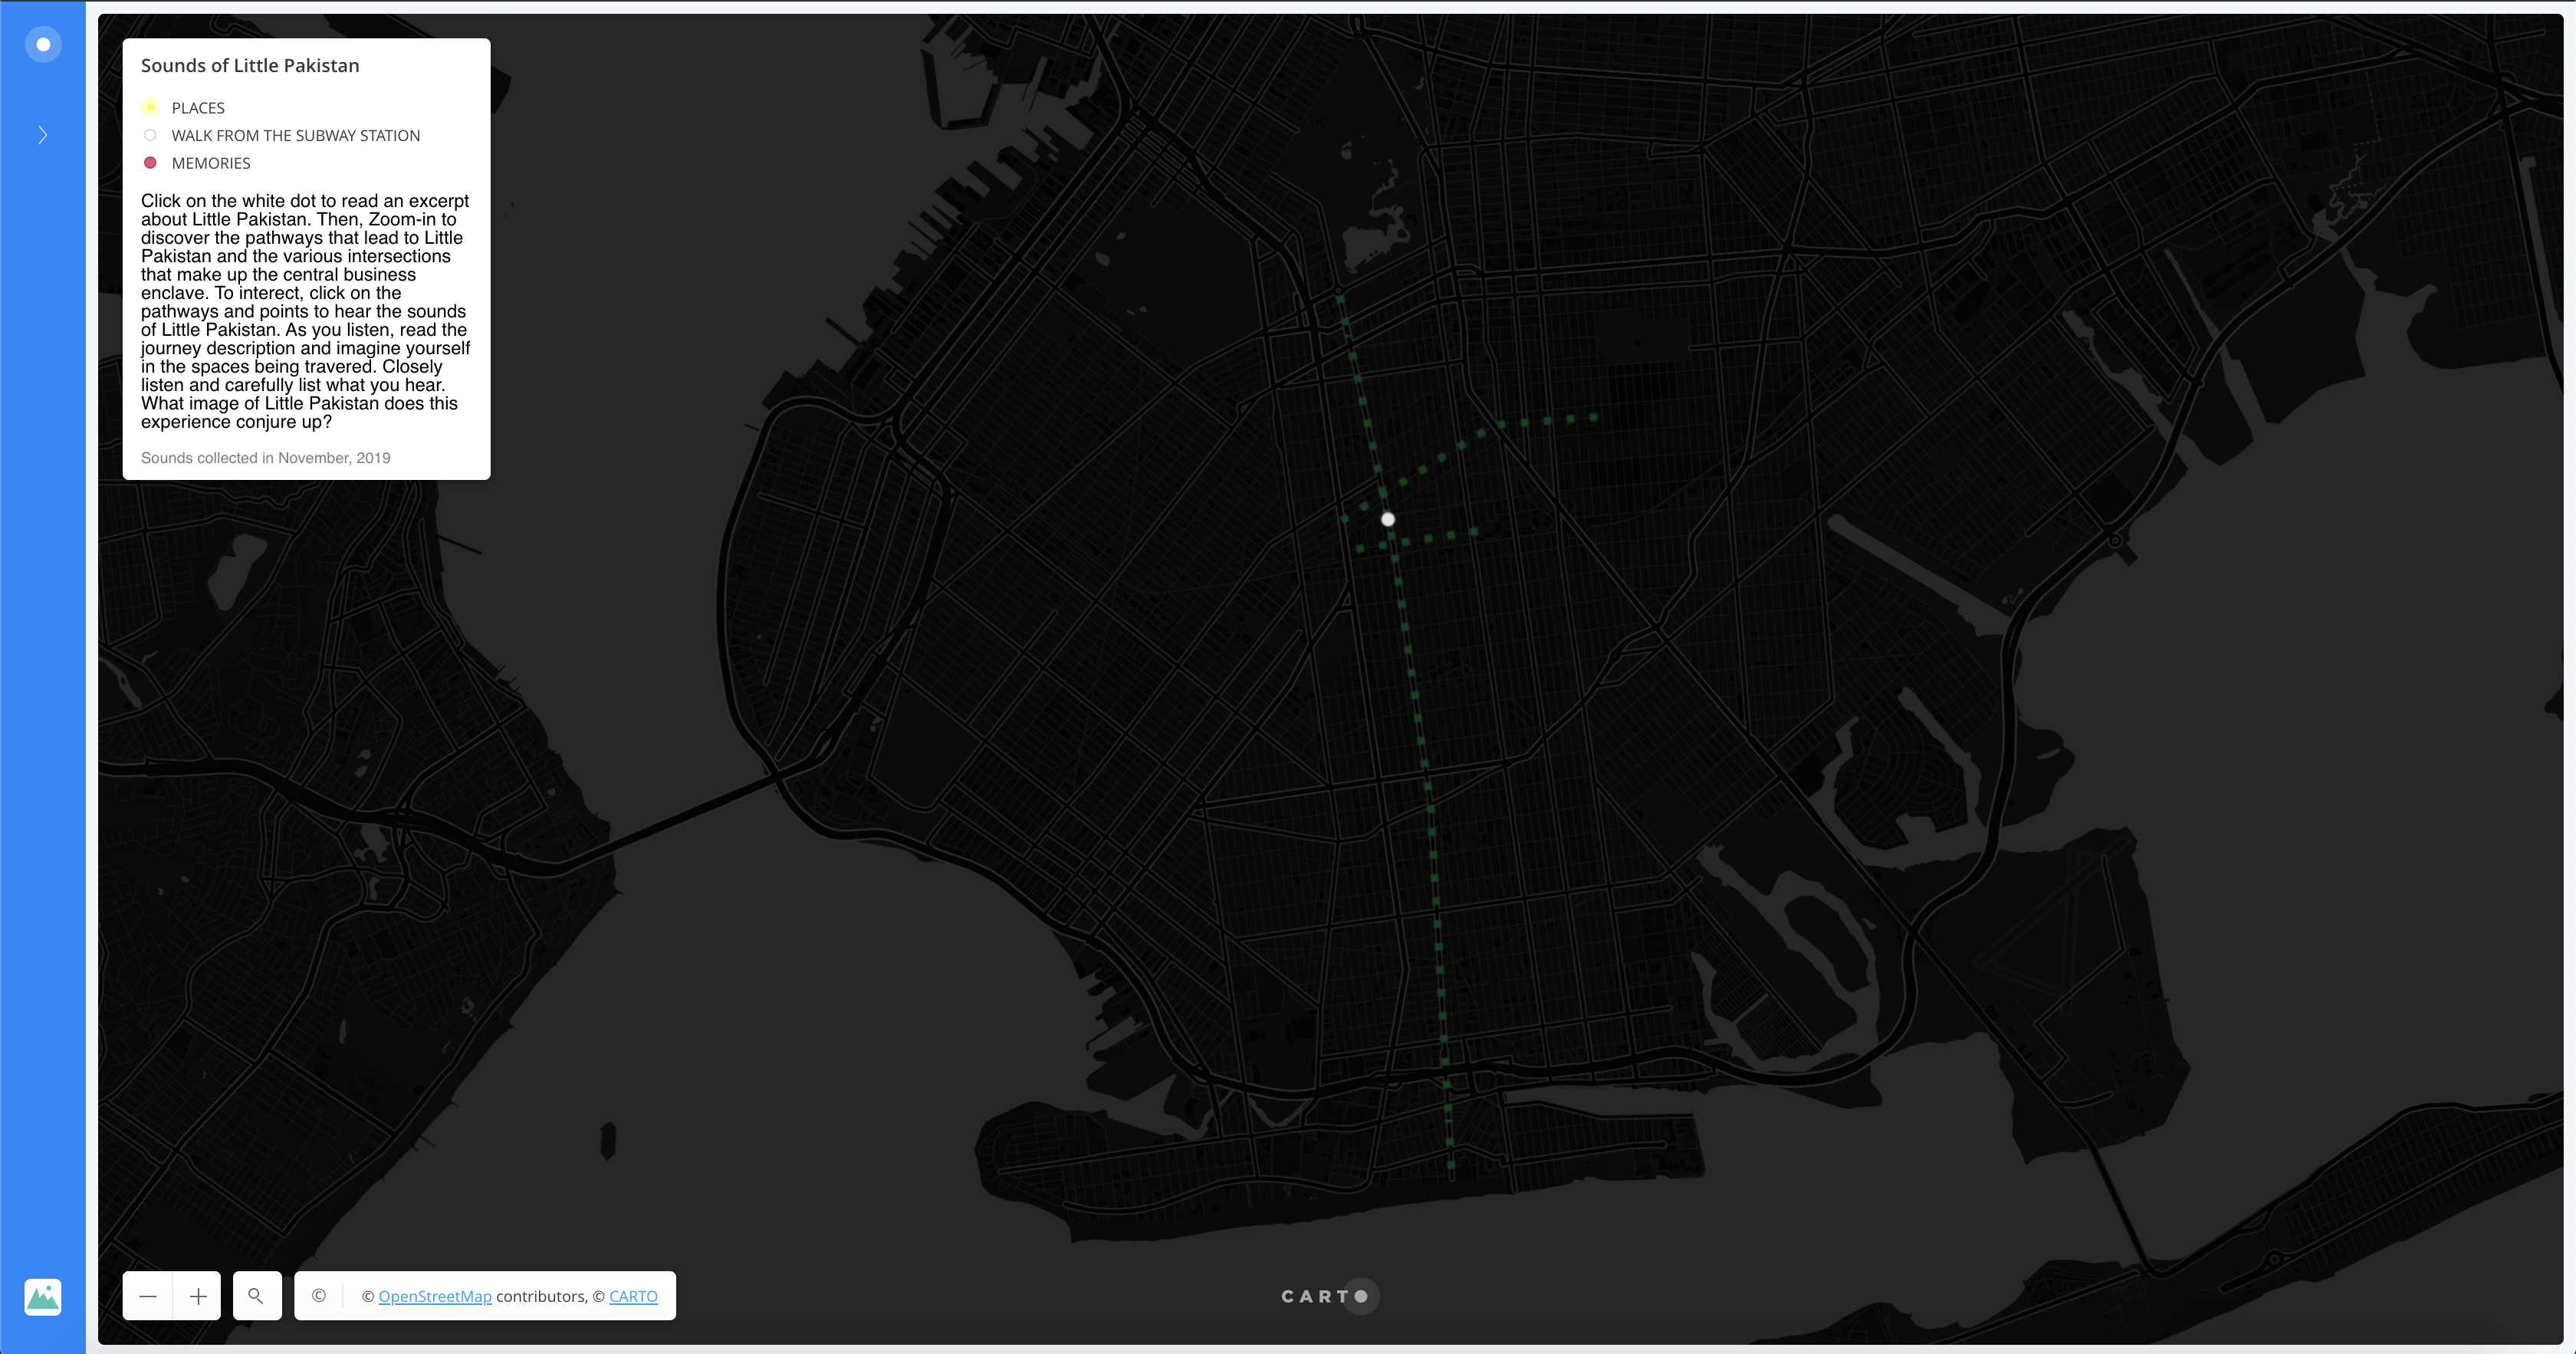 Sounds of Little Pakistan
PLACES
WALK FROM THE SUBWAY STATION
MEMORIES
Click on the white dot to read an excerpt
about Little Pakistan. Then, Zoom-in to
discover the pathways that lead to Little
Pakistan and the various intersections
that make up the central business
enclave. To interect, click on the
pathways and points to hear the sounds
of Little Pakistan. As you listen, read the
journey description and imagine yourself
in the spaces being travered. Closely
listen and carefully list what you hear.
What image of Little Pakistan does this
experience conjure up?
Sounds collected in November, 2019
© © OpenStreetMap contributors, © CARTO
CARTO